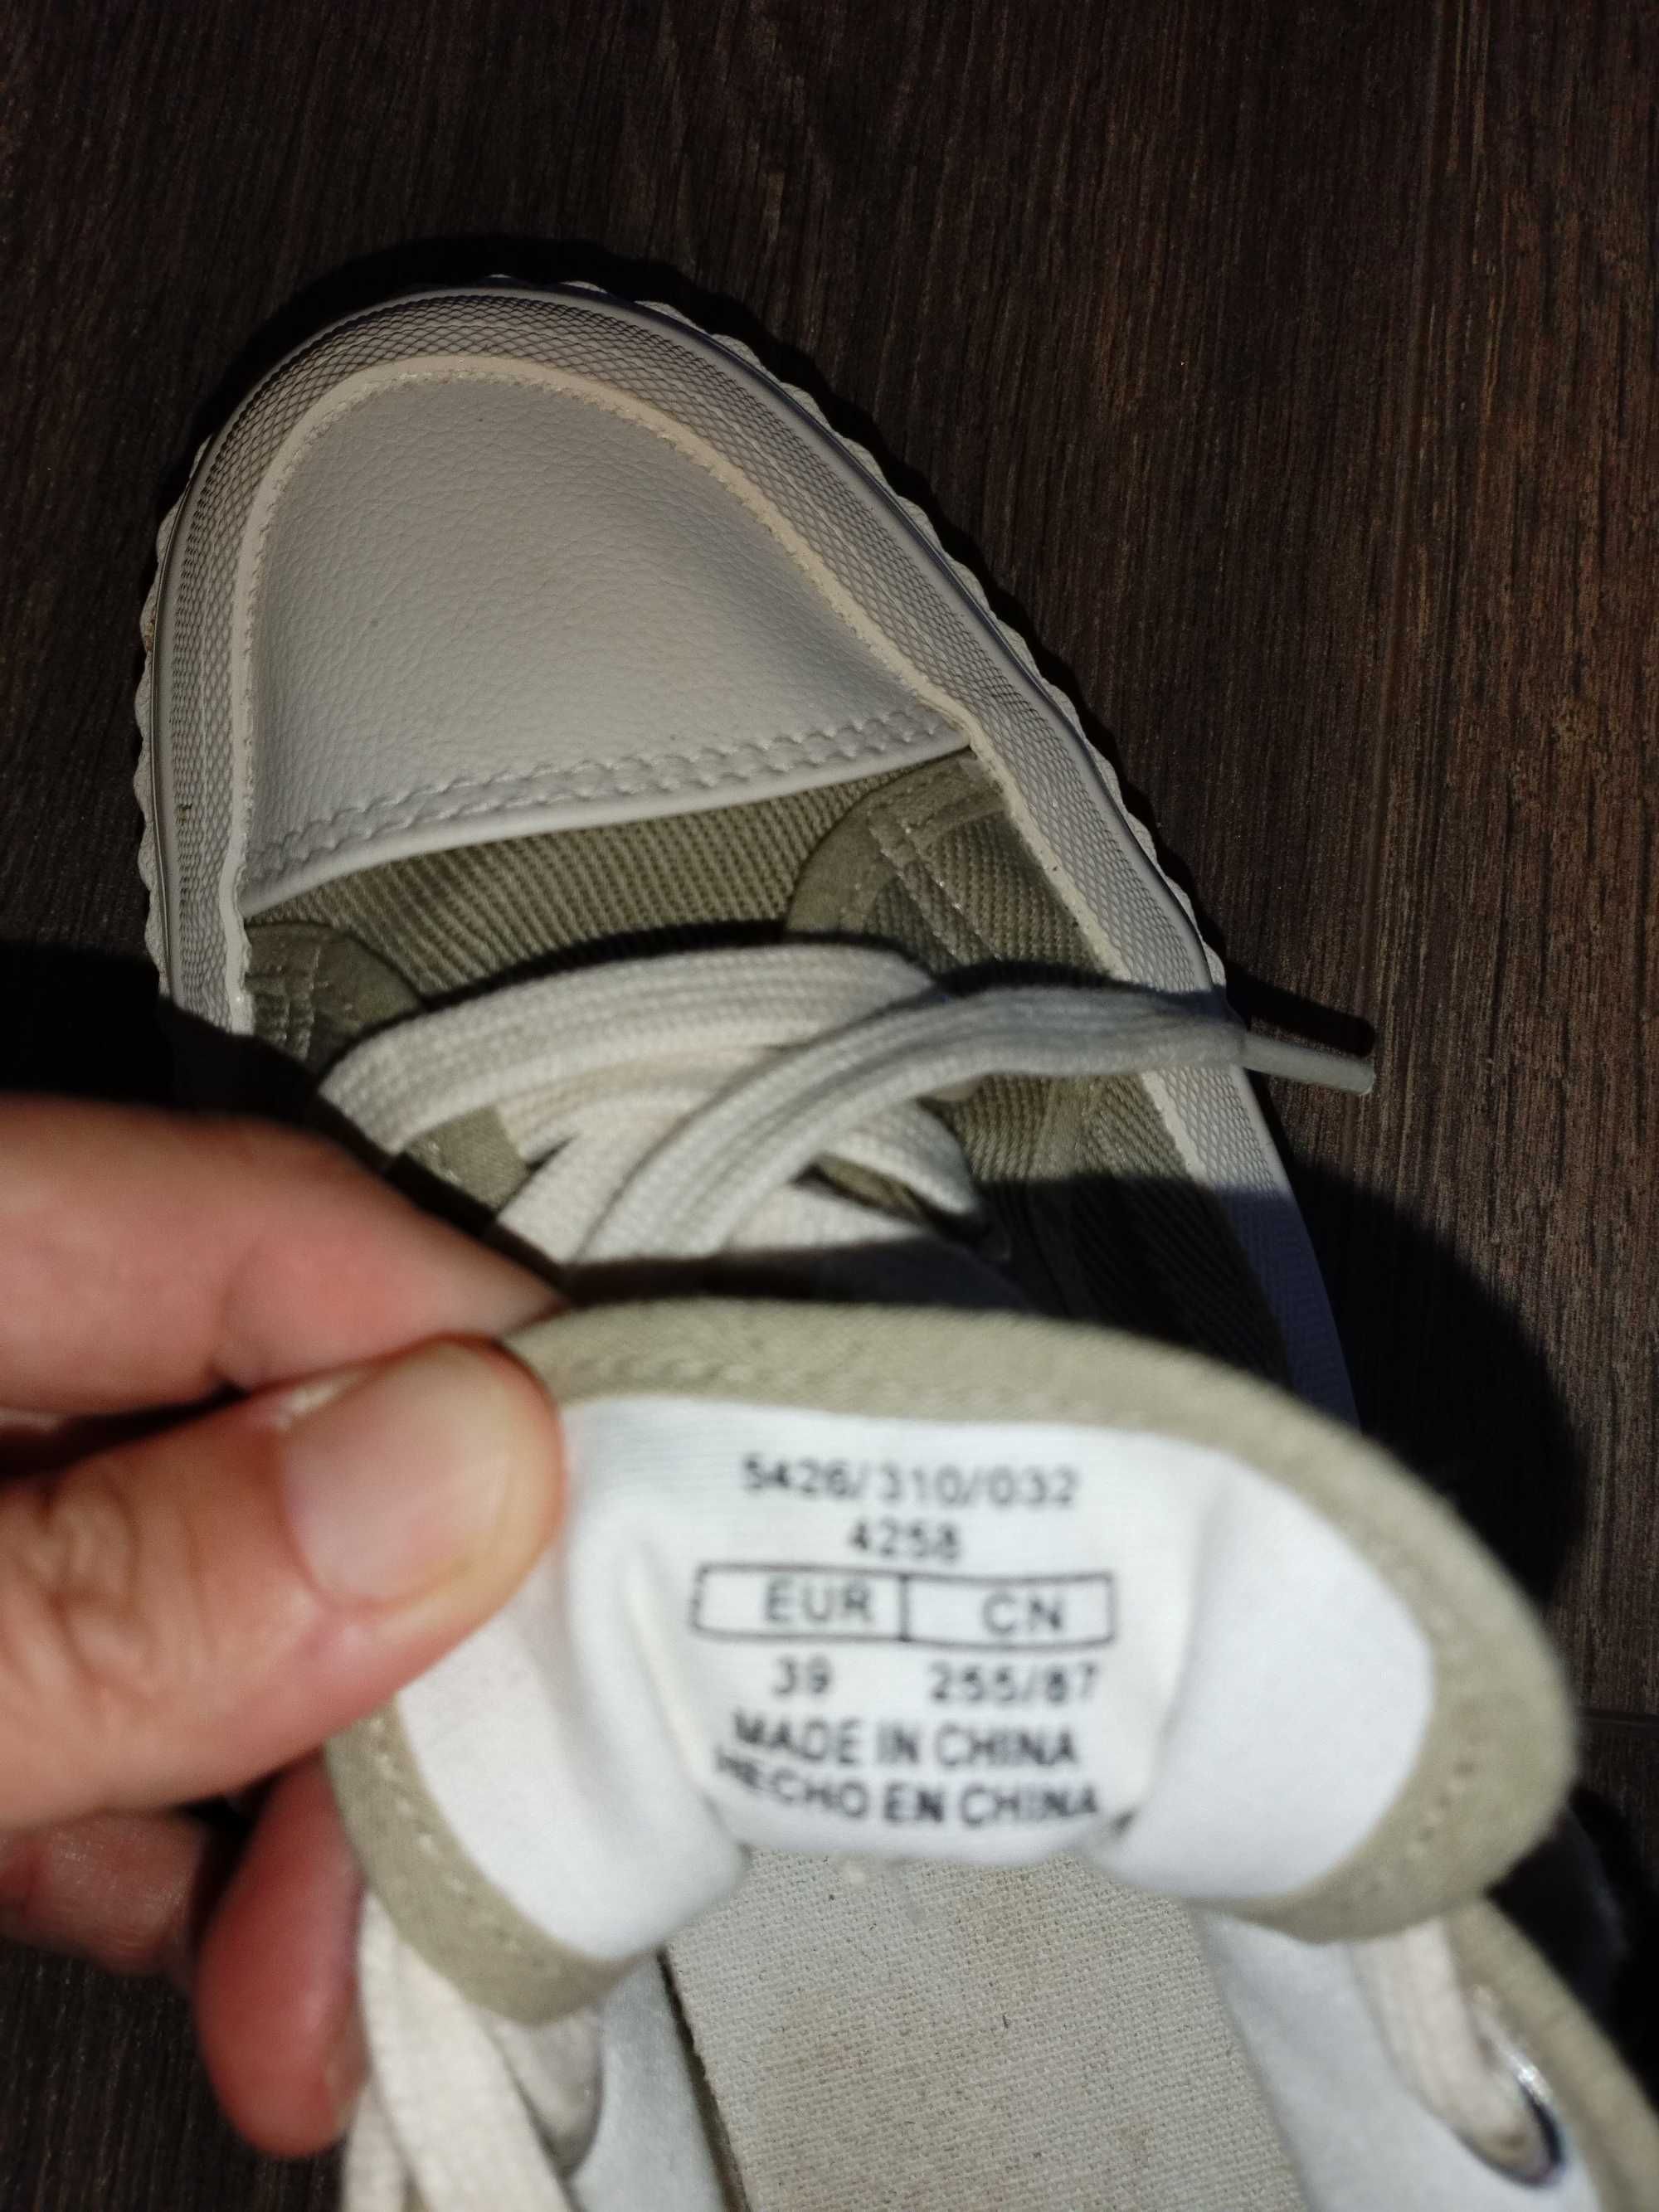 5426/310/032
4258
EUR CN
39 255/87
MADE IN CHINA
HECHO EN CHINA